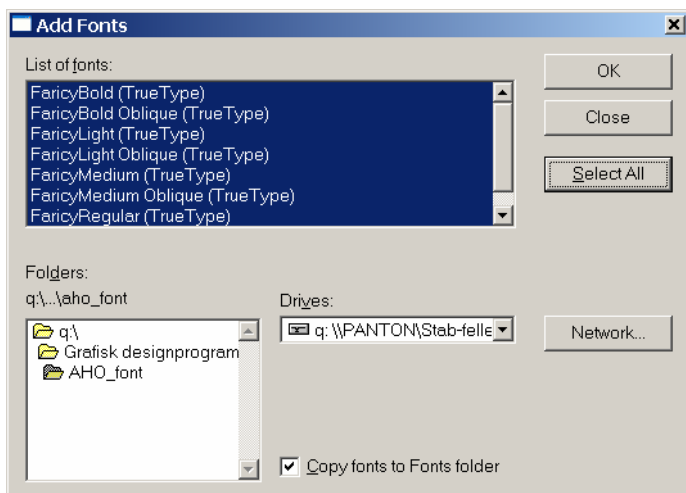 Add Fonts
List of fonts:
FaricyBold (TrueType)
FaricyBold Oblique (TrueType)
FaricyLight (TrueType)
FaricyLight Oblique (TrueType)
FaricyMedium (TrueType)
FaricyMedium Oblique (TrueType)
FaricyRegular (TrueType)
OK
Close
Select All
Folders:
q:\...\aho_font
q:\
Grafisk designprogram
AHO_font
Drives:
q: \\PANTON\Stab-felle
Network...
Copy fonts to Fonts folder